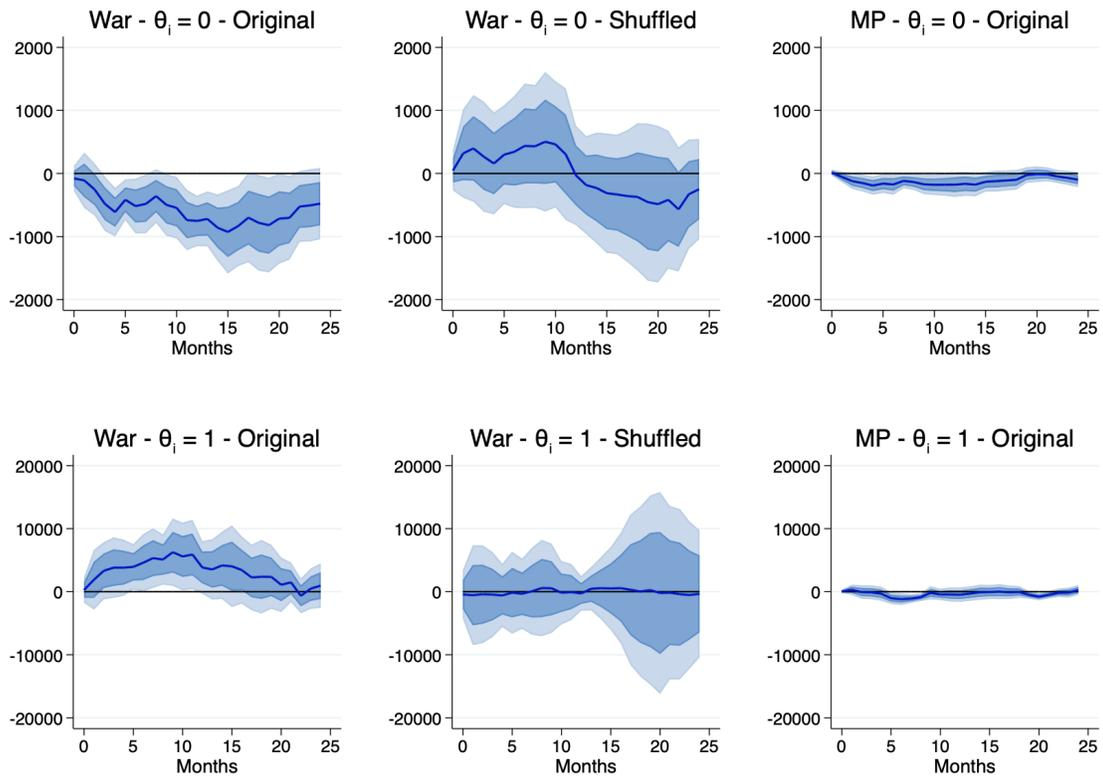 War - θi = 0 - Original
2000
1000
0
-1000
-2000
0 5 10 15 20 25
Months
War - θi = 0 - Shuffled
2000
1000
0
-1000
-2000
0 5 10 15 20 25
Months
MP - θi = 0 - Original
2000
1000
0
-1000
-2000
0 5 10 15 20 25
Months
War - θi = 1 - Original
20000
10000
0
-10000
-20000
0 5 10 15 20 25
Months
War - θi = 1 - Shuffled
20000
10000
0
-10000
-20000
0 5 10 15 20 25
Months
MP - θi = 1 - Original
20000
10000
0
-10000
-20000
0 5 10 15 20 25
Months